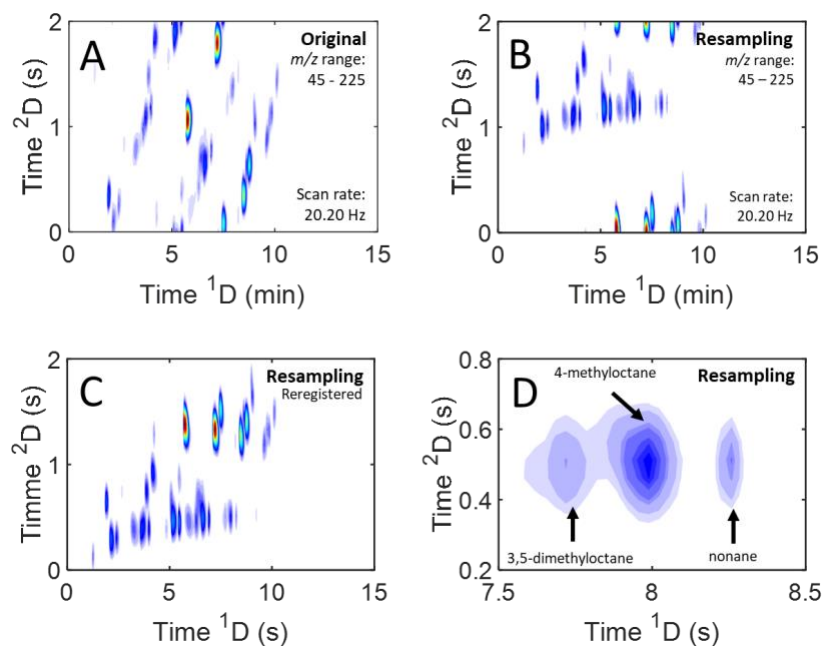 A
Original
m/z range:
45 - 225
Scan rate:
20.20 Hz
Time ²D (s)
2
1
0
0 5 10 15
Time ¹D (min)
B
Resampling
m/z range:
45 – 225
Scan rate:
20.20 Hz
Time ²D (s)
2
1
0
0 5 10 15
Time ¹D (min)
C
Resampling
Reregistered
Timme ²D (s)
2
1
0
0 5 10 15
Time ¹D (s)
D
4-methyloctane
Resampling
3,5-dimethyloctane
nonane
Time ²D (s)
0.8
0.6
0.4
0.2
7.5 8 8.5
Time ¹D (s)